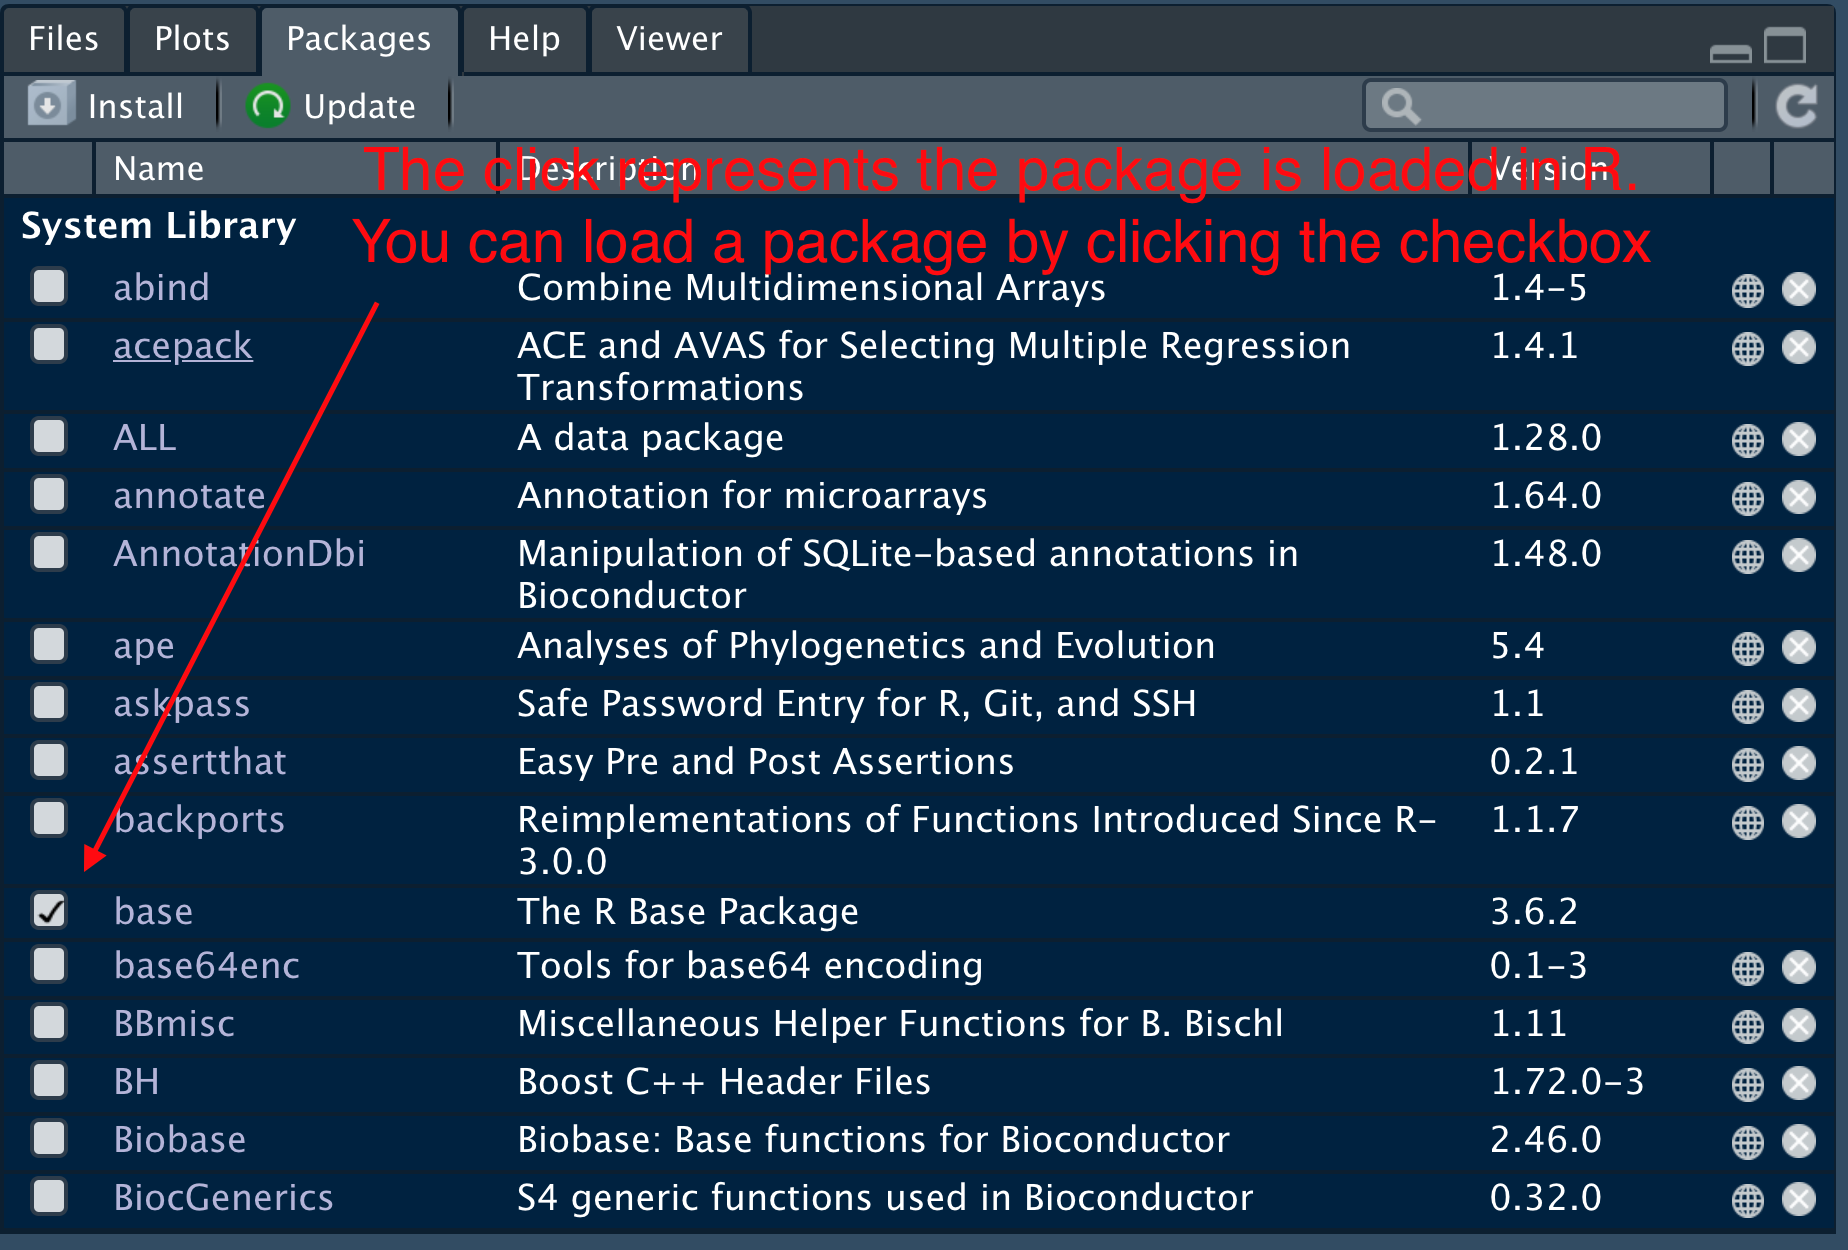 Files Plots Packages Help Viewer
Install Update
Name Description Version
The click represents the package is loaded in R.
System Library
You can load a package by clicking the checkbox
abind Combine Multidimensional Arrays 1.4-5
acepack ACE and AVAS for Selecting Multiple Regression 1.4.1
Transformations
ALL A data package 1.28.0
annotate Annotation for microarrays 1.64.0
AnnotationDbi Manipulation of SQLite-based annotations in 1.48.0
Bioconductor
ape Analyses of Phylogenetics and Evolution 5.4
askpass Safe Password Entry for R, Git, and SSH 1.1
assertthat Easy Pre and Post Assertions 0.2.1
backports Reimplementations of Functions Introduced Since R- 1.1.7
3.0.0
base The R Base Package 3.6.2
base64enc Tools for base64 encoding 0.1-3
BBmisc Miscellaneous Helper Functions for B. Bischl 1.11
BH Boost C++ Header Files 1.72.0-3
Biobase Biobase: Base functions for Bioconductor 2.46.0
BiocGenerics S4 generic functions used in Bioconductor 0.32.0